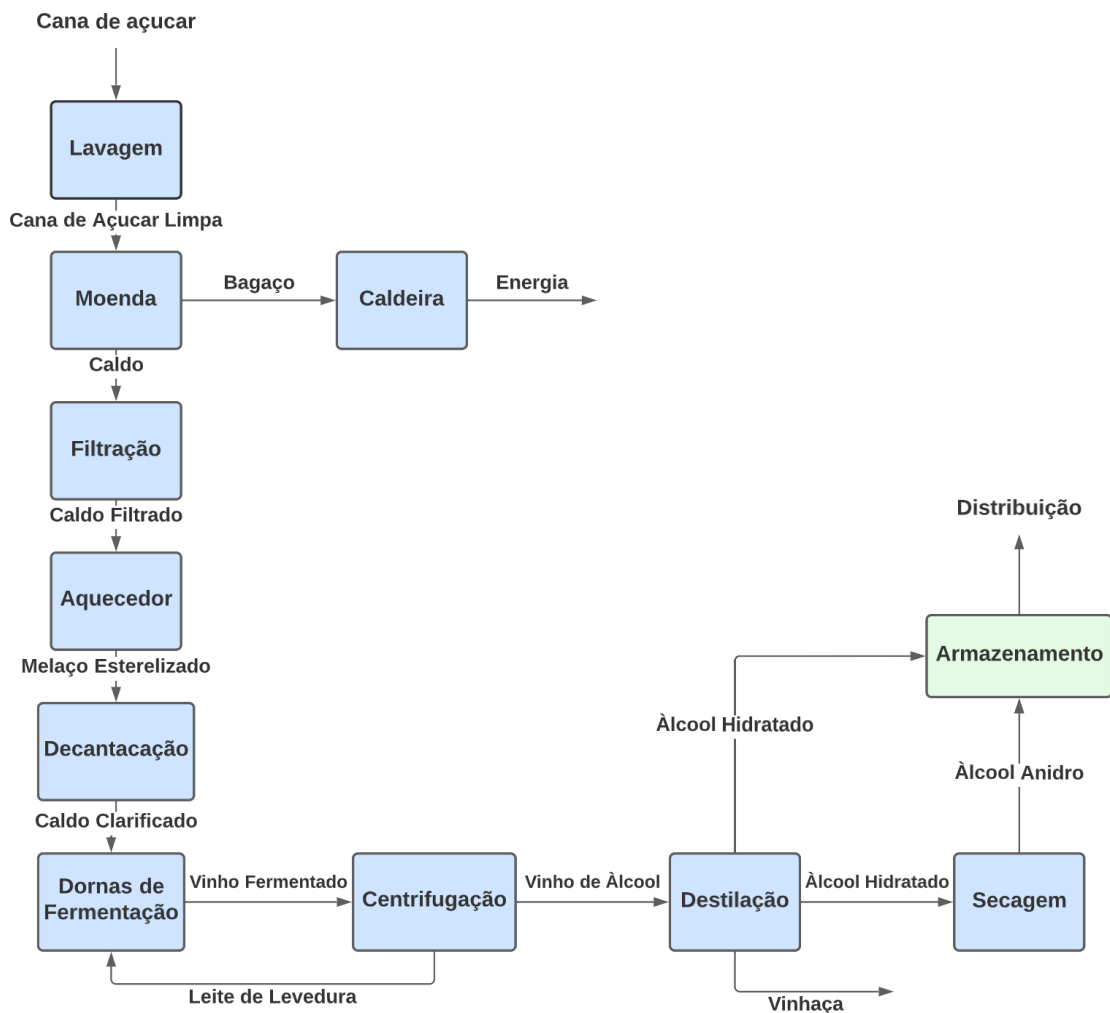 Cana de açucar
Lavagem
Cana de Açucar Limpa
Moenda
Bagaço
Caldeira
Energia
Caldo
Filtração
Caldo Filtrado
Aquecedor
Melaço Esterelizado
Decantacação
Caldo Clarificado
Dornas de
Fermentação
Vinho Fermentado
Centrifugação
Leite de Levedura
Vinho de Àlcool
Destilação
Vinhaça
Àlcool Hidratado
Àlcool Hidratado
Secagem
Àlcool Anidro
Armazenamento
Distribuição